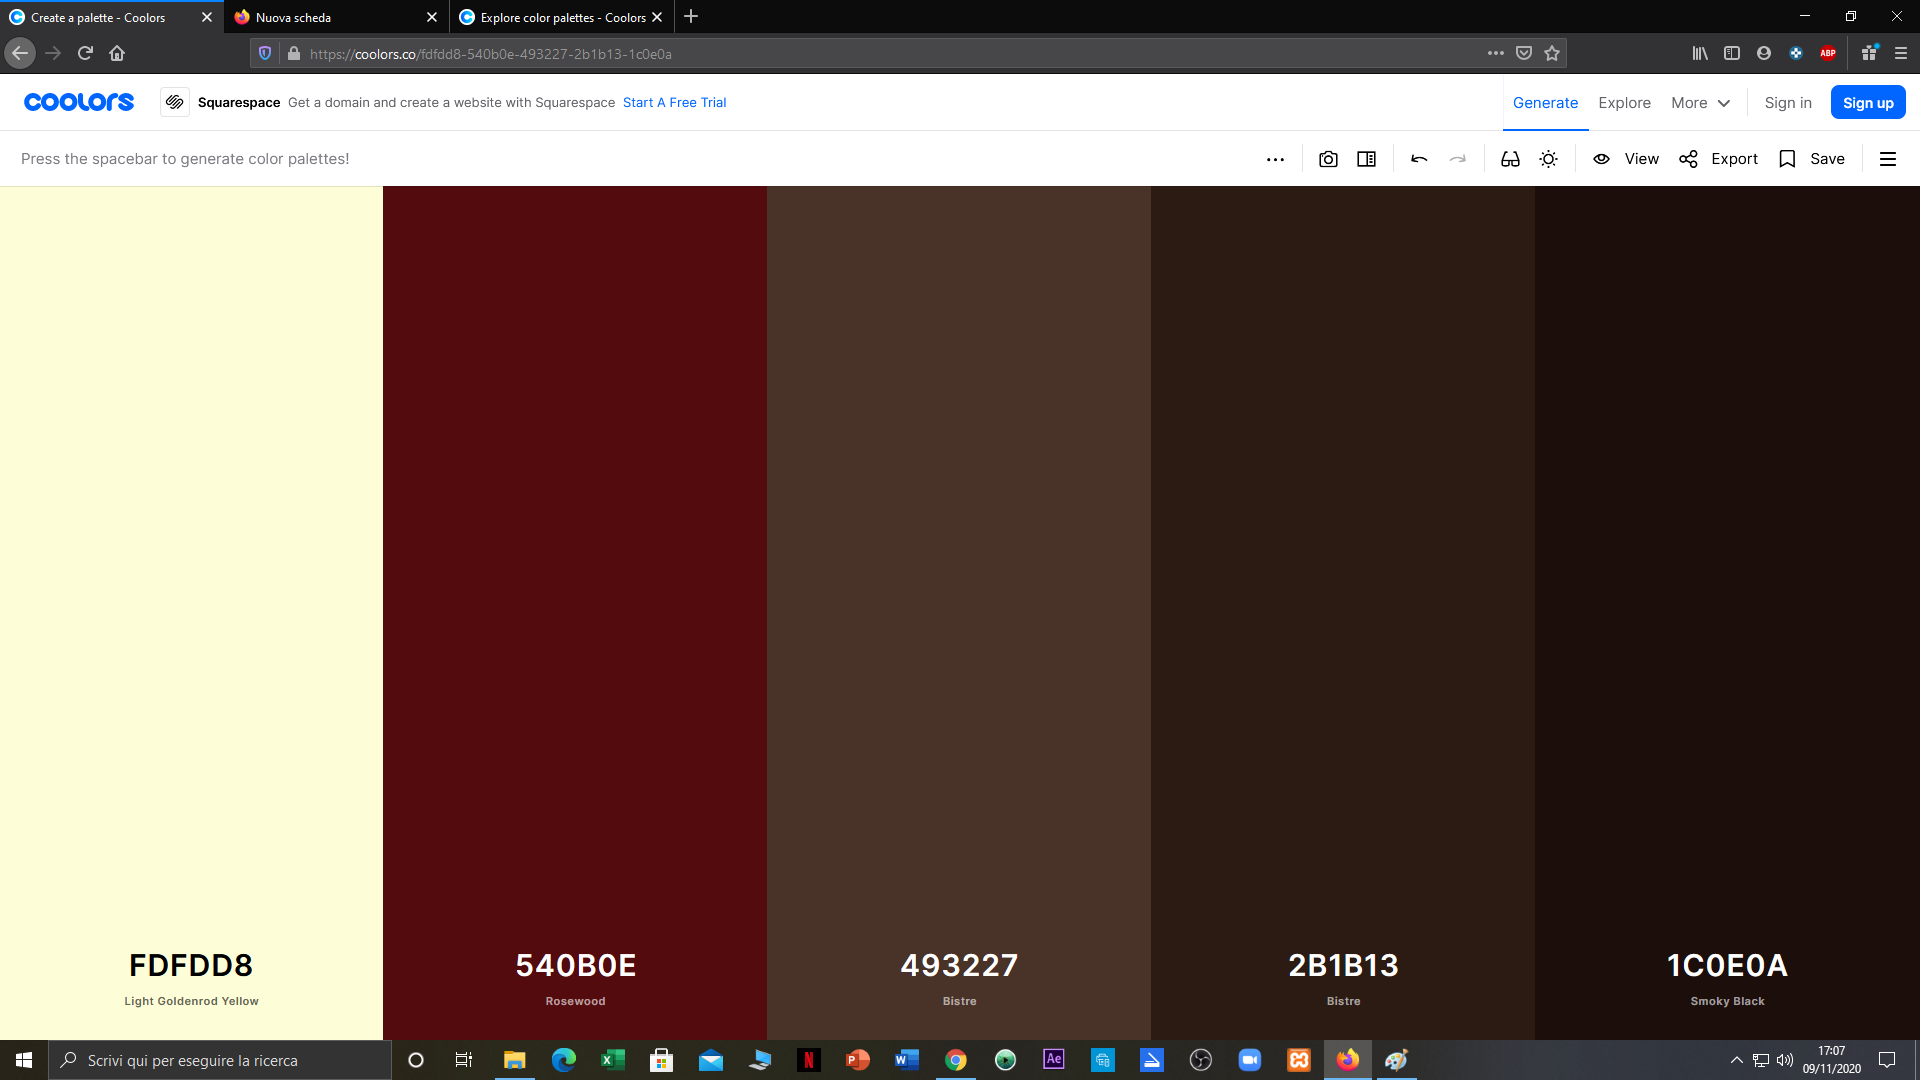 Create a palette - Coolors
Nuova scheda
Explore color palettes - Coolors
https://coolors.co/fdfdd8-540b0e-493227-2b1b13-1c0e0a
ABP
coolors
Squarespace Get a domain and create a website with Squarespace Start A Free Trial
Generate
Explore
More
Sign in
Sign up
Press the spacebar to generate color palettes!
View
Export
Save
FDFDD8
Light Goldenrod Yellow
540B0E
Rosewood
493227
Bistre
2B1B13
Bistre
1C0E0A
Smoky Black
Scrivi qui per eseguire la ricerca
Ae
17:07
09/11/2020